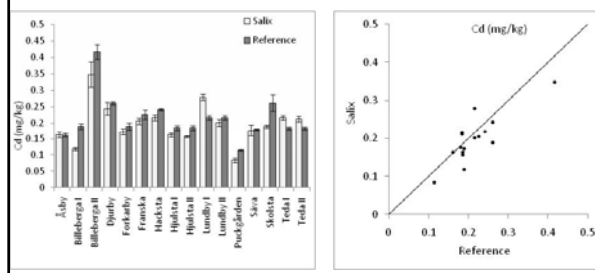 Cd (mg/kg)
0.5
0.45
0.4
0.35
0.3
0.25
0.2
0.15
0.1
0.05
0
Salix
Reference
Åsby
Billeberga I
Billeberga II
Djurby
Forkarby
Franska
Hacksta
Hjulsta I
Hjulsta II
Lundby I
Lundby II
Puckgården
Säva
Skolsta
Teda I
Teda II
Cd (mg/kg)
Salix
0.5
0.4
0.3
0.2
0.1
0
0
0.1
0.2
0.3
0.4
0.5
Reference